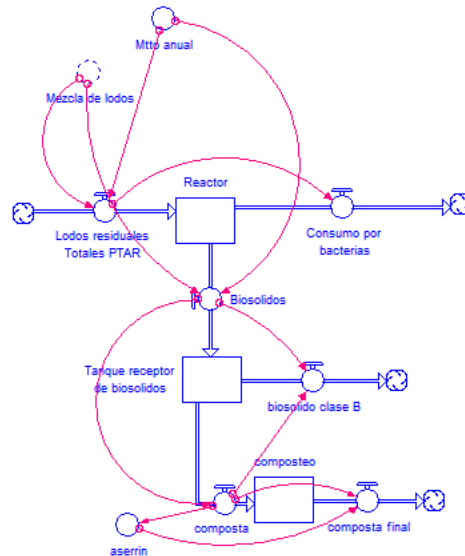 Mtto anual
Mezcla de lodos
Reactor
Lodos residuales
Totales PTAR
Consumo por
bacterias
Biosolidos
Tanque receptor
de biosolidos
biosolido clase B
composteo
composta
composta final
aserrin